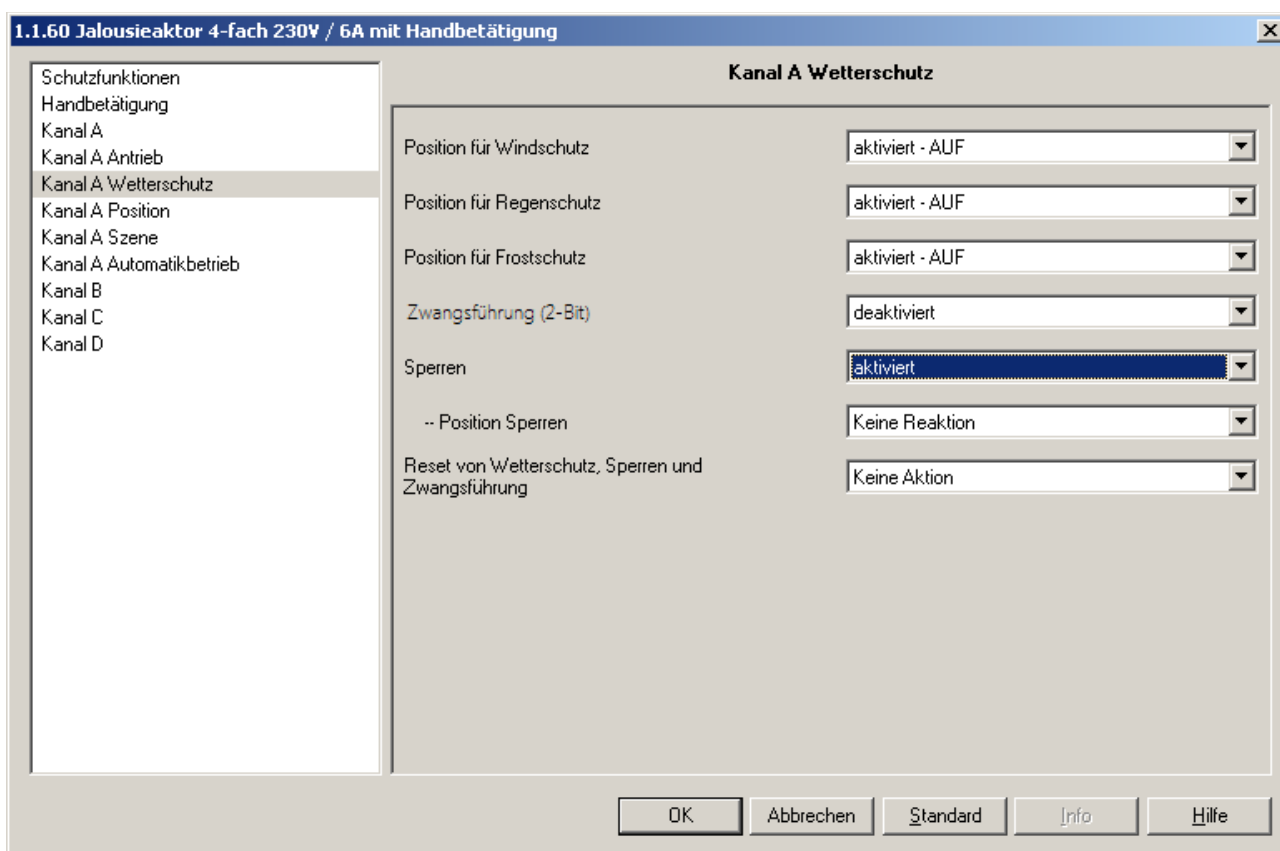 1.1.60 Jalousieaktor 4-fach 230V / 6A mit Handbetätigung
Schutzfunktionen
Handbetätigung
Kanal A
Kanal A Antrieb
Kanal A Wetterschutz
Kanal A Position
Kanal A Szene
Kanal A Automatikbetrieb
Kanal B
Kanal C
Kanal D
Kanal A Wetterschutz
Position für Windschutz aktiviert - AUF
Position für Regenschutz aktiviert - AUF
Position für Frostschutz aktiviert - AUF
Zwangsführung (2-Bit) deaktiviert
Sperren aktiviert
-- Position Sperren Keine Reaktion
Reset von Wetterschutz, Sperren und
Zwangsführung Keine Aktion
OK Abbrechen Standard Info Hilfe